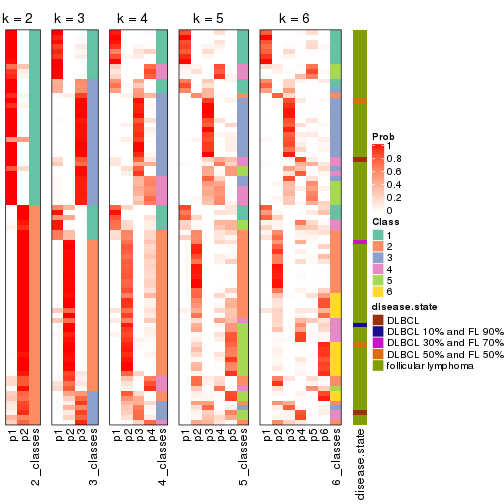 k = 2
k = 3
k = 4
k = 5
k = 6
Prob
1
0.8
0.6
0.4
0.2
0
Class
1
2
3
4
5
6
disease.state
DLBCL
DLBCL 10% and FL 90%
DLBCL 30% and FL 70%
DLBCL 50% and FL 50%
follicular lymphoma
p1
p2
2_classes
p1
p2
p3
3_classes
p1
p2
p3
p4
4_classes
p1
p2
p3
p4
p5
5_classes
p1
p2
p3
p4
p5
p6
6_classes
disease.state